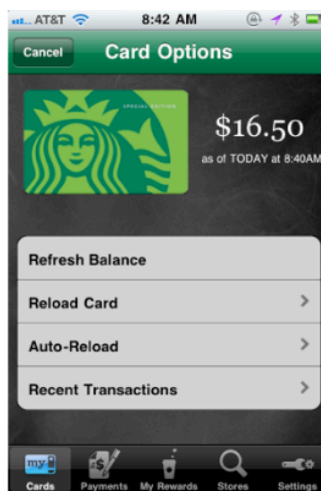 AT&T 8:42 AM
Cancel Card Options
SPECIAL EDITION
$16.50
as of TODAY at 8:40AM
Refresh Balance
Reload Card
Auto-Reload
Recent Transactions
my
Cards Payments My Rewards Stores Settings